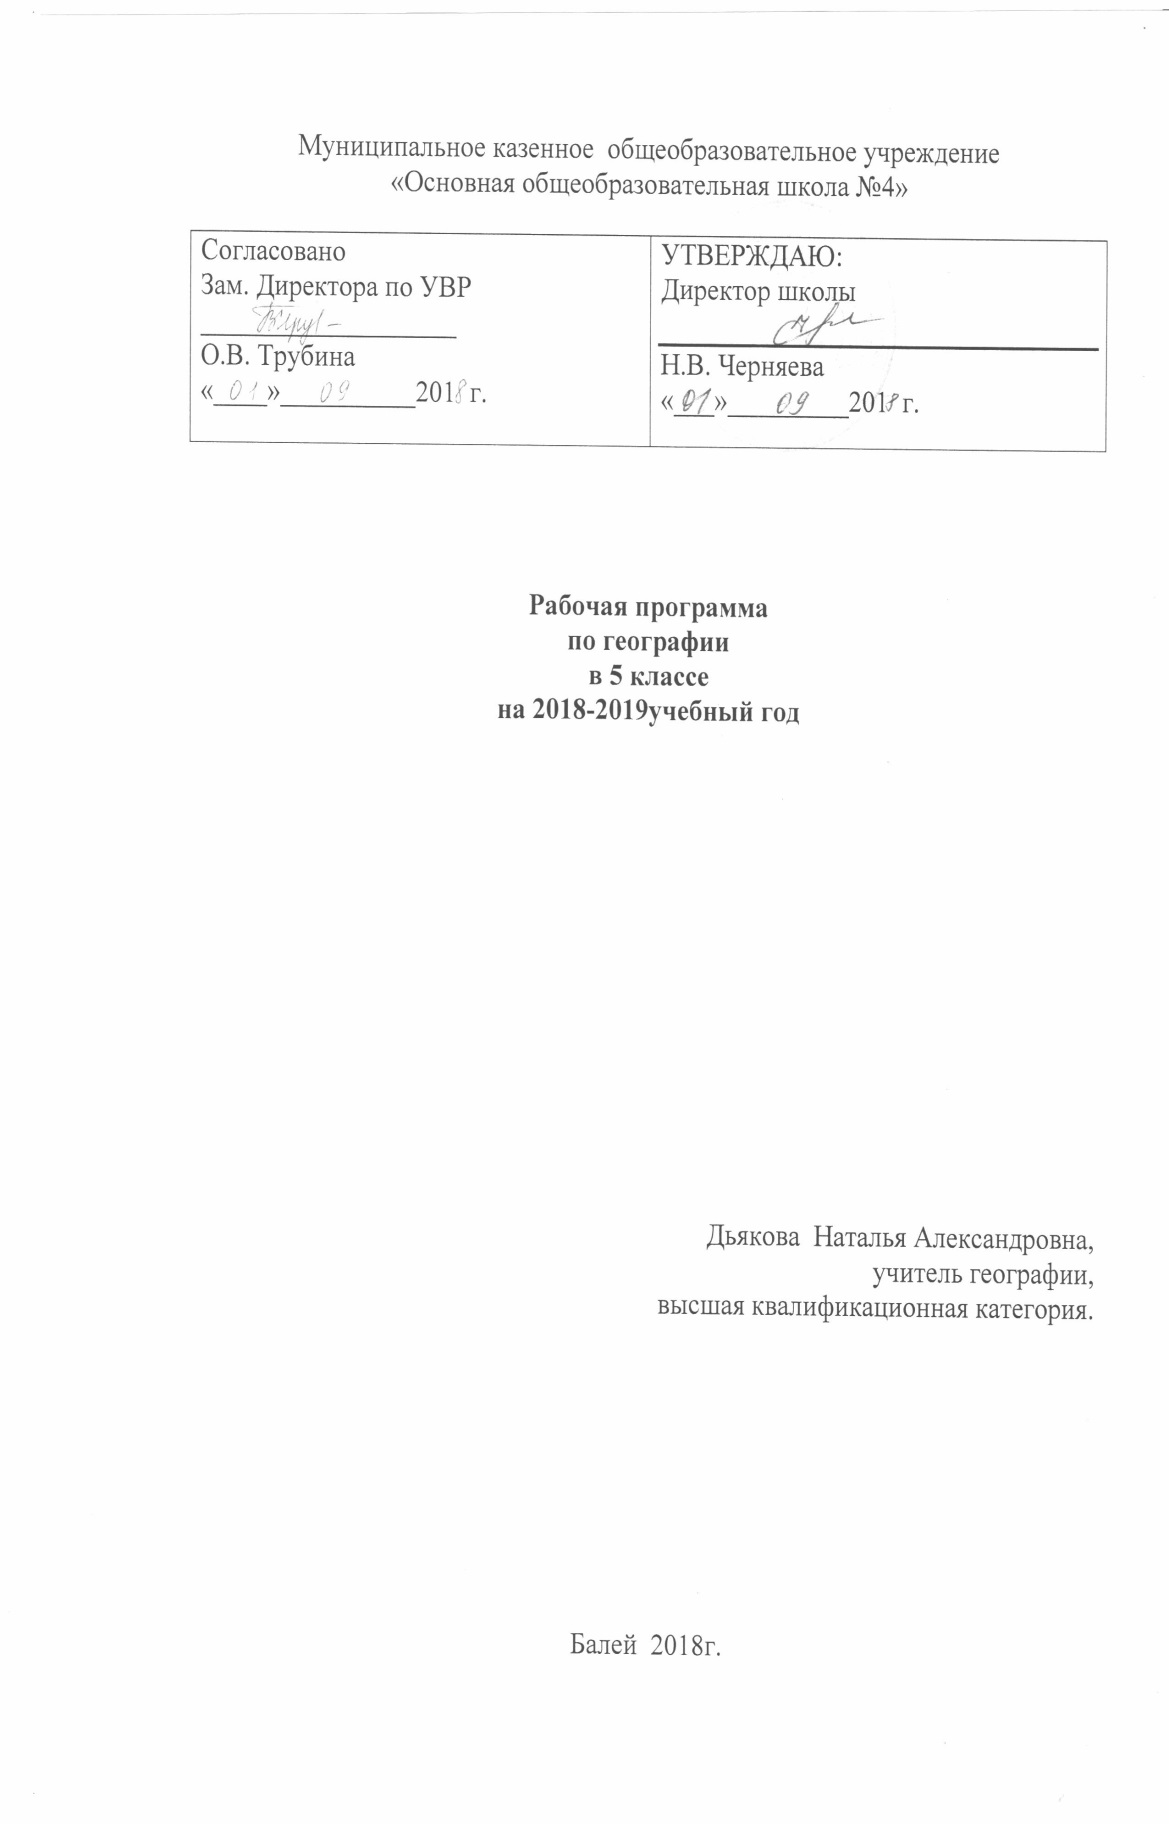 Муниципальное казенное  общеобразовательное учреждение
«Основная общеобразовательная школа №4»
Согласовано
Зам. Директора по УВР
О.В. Трубина
«01» 09 2018 г.
УТВЕРЖДАЮ:
Директор школы
Н.В. Черняева
«01» 09 2018 г.
Рабочая программа
по географии
в 5 классе
на 2018-2019учебный год
Дьякова  Наталья Александровна,
учитель географии,
высшая квалификационная категория.
Балей  2018г.